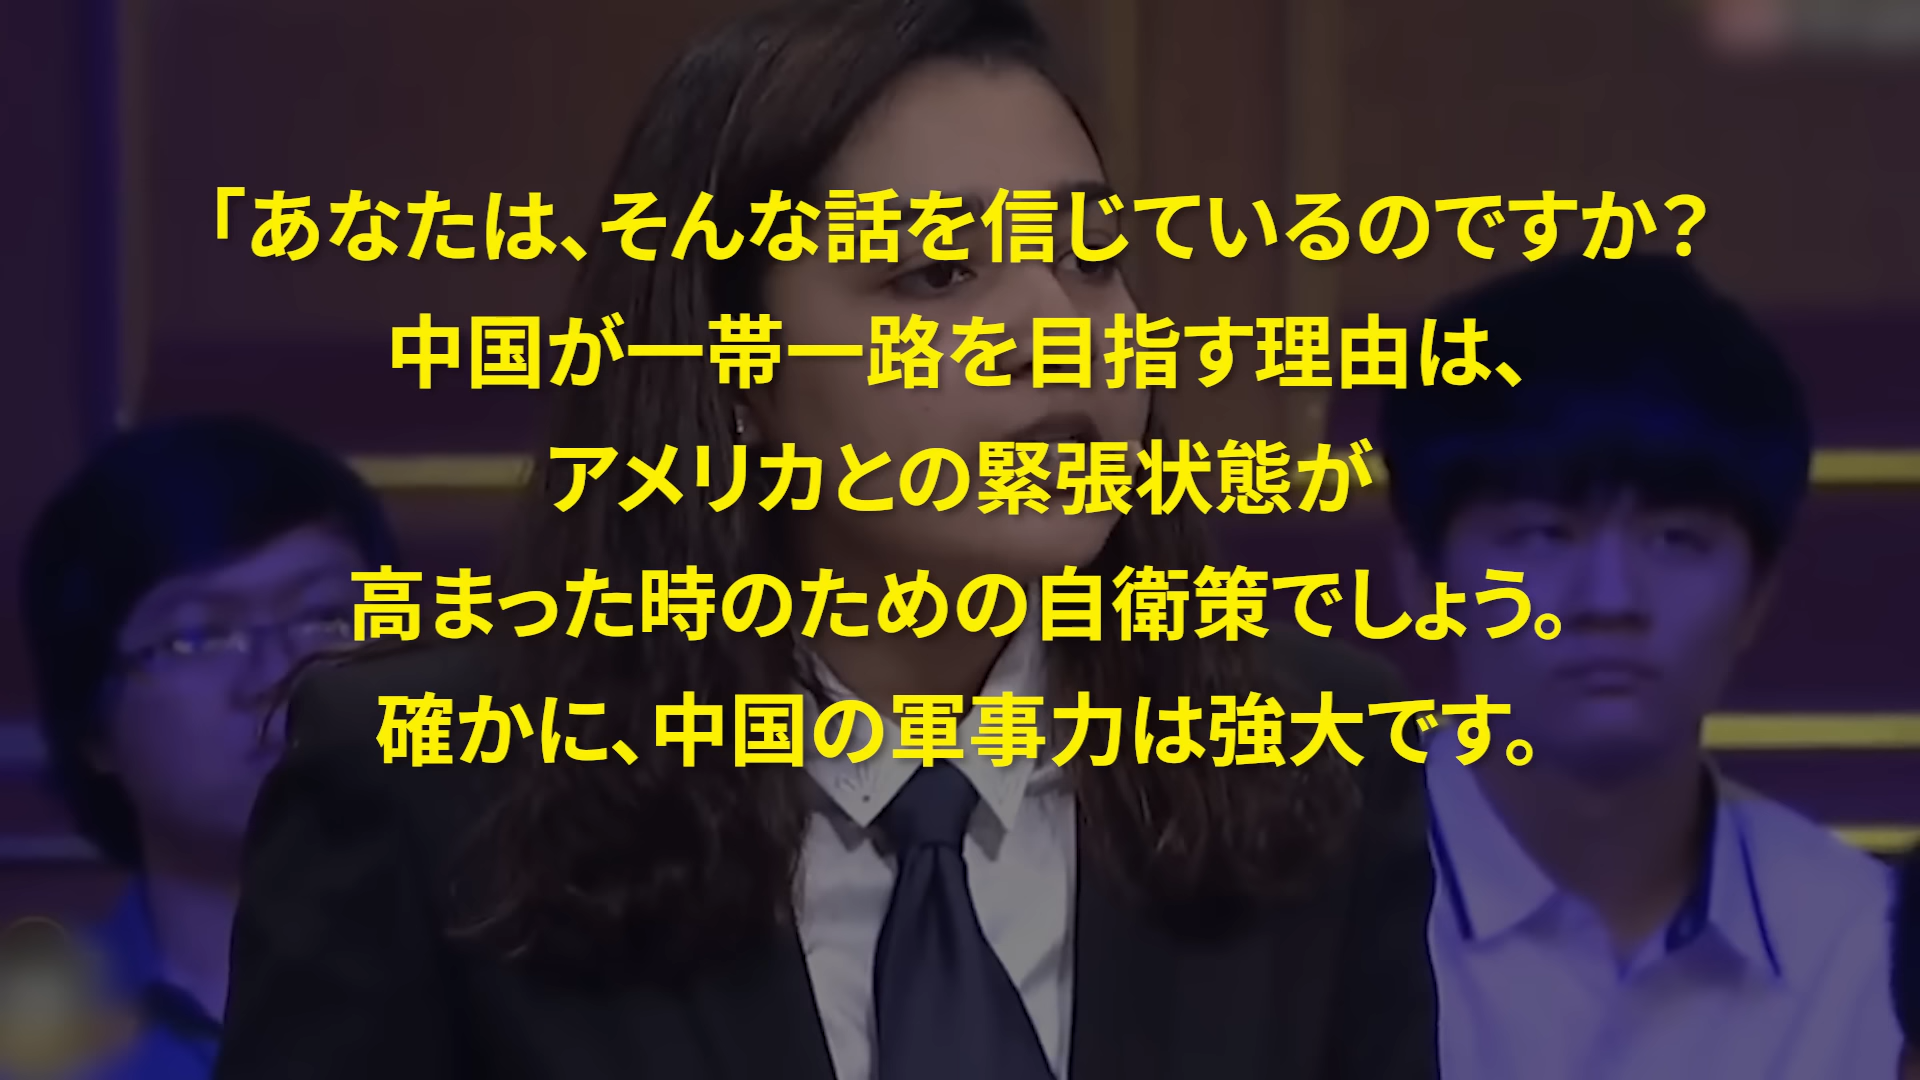 「あなたは、そんな話を信じているのですか？
中国が一帯一路を目指す理由は、
アメリカとの緊張状態が
高まった時のための自衛策でしょう。
確かに、中国の軍事力は強大です。